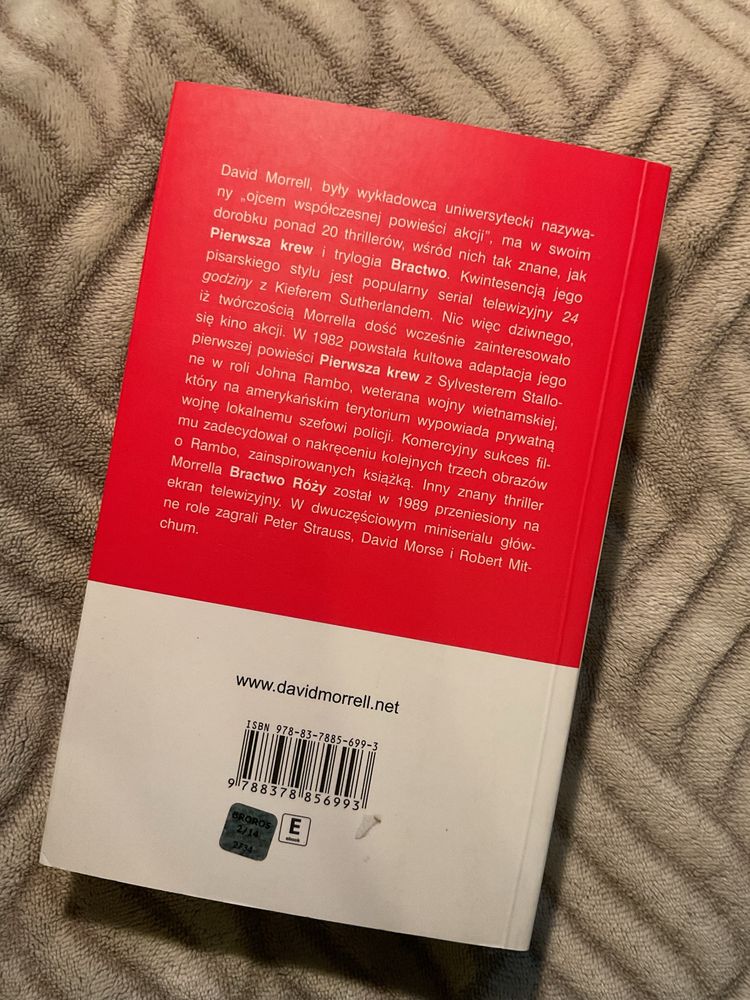 David Morrell, były wykładowca uniwersytecki nazywa-
ny „ojcem współczesnej powieści akcji”, ma w swoim
dorobku ponad 20 thrillerów, wśród nich tak znane, jak
Pierwsza krew i trylogia Bractwo. Kwintesencją jego
pisarskiego stylu jest popularny serial telewizyjny 24
godziny z Kieferem Sutherlandem. Nic więc dziwnego,
iż twórczością Morrella dość wcześnie zainteresowało
się kino akcji. W 1982 powstała kultowa adaptacja jego
pierwszej powieści Pierwsza krew z Sylvesterem Stallo-
ne w roli Johna Rambo, weterana wojny wietnamskiej,
który na amerykańskim terytorium wypowiada prywatną
wojnę lokalnemu szefowi policji. Komercyjny sukces fil-
mu zadecydował o nakręceniu kolejnych trzech obrazów
o Rambo, zainspirowanych książką. Inny znany thriller
Morrella Bractwo Róży został w 1989 przeniesiony na
ekran telewizyjny. W dwuczęściowym miniserialu głów-
ne role zagrali Peter Strauss, David Morse i Robert Mit-
chum.
www.davidmorrell.net
ISBN 978-83-7885-699-3
9 788378 856993
BROROS
2/14
2734
E
ebook